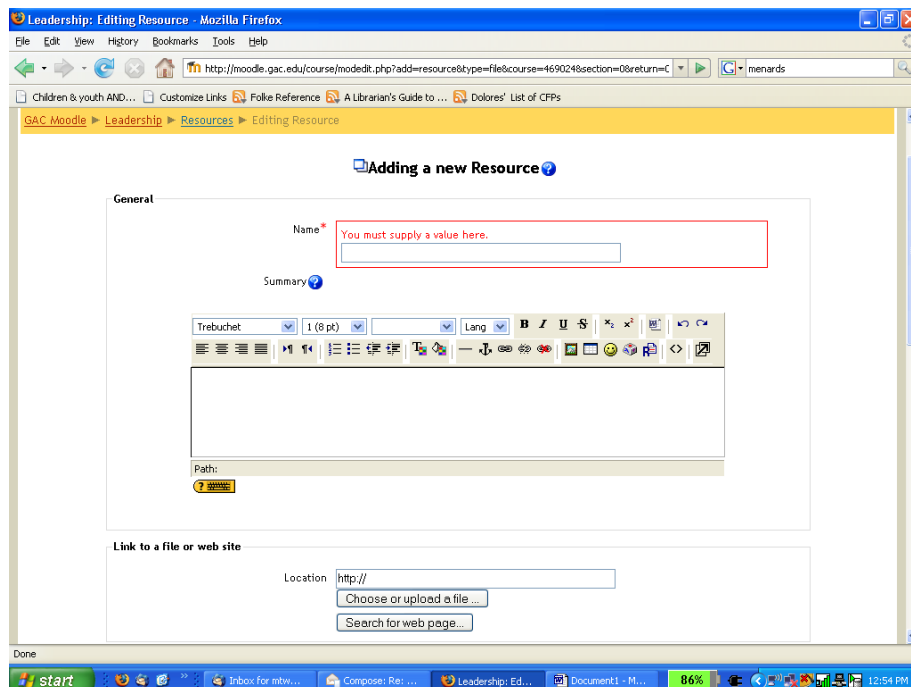 Leadership: Editing Resource - Mozilla Firefox
File Edit View History Bookmarks Tools Help
http://moodle.gac.edu/course/modedit.php?add=resource&type=file&course=469024&section=0&return=C
G menards
Children & youth AND... Customize Links Folke Reference A Librarian's Guide to ... Dolores' List of CFPs
GAC Moodle ► Leadership ► Resources ► Editing Resource
Adding a new Resource ?
General
Name*
You must supply a value here.
Summary ?
Trebuchet 1 (8 pt) Lang B I U S x₂ x²
Path:
?
Link to a file or web site
Location http://
Choose or upload a file ...
Search for web page...
Done
start » Inbox for mtw... Compose: Re: ... Leadership: Ed... Document1 - M... 86% 12:54 PM